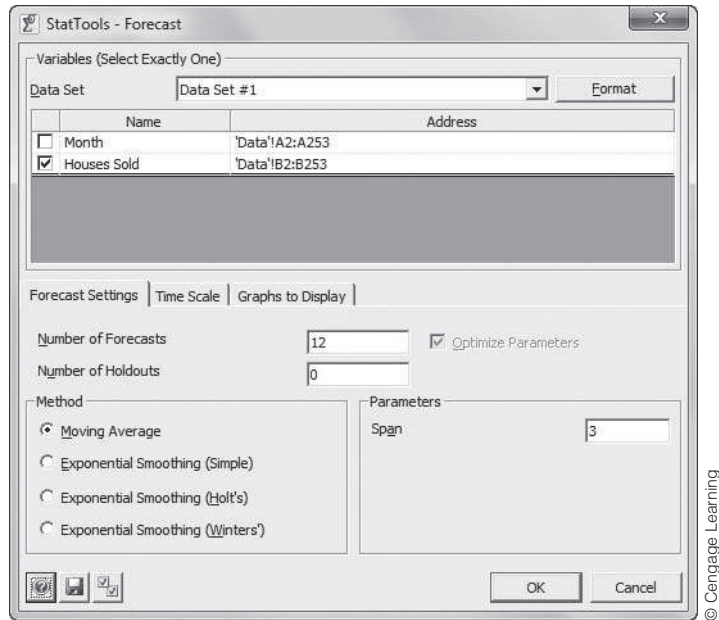 StatTools - Forecast
x
Variables (Select Exactly One)
Data Set
Data Set #1
Format
Name Address
Month 'Data'!A2:A253
Houses Sold 'Data'!B2:B253
Forecast Settings Time Scale Graphs to Display
Number of Forecasts 12 Optimize Parameters
Number of Holdouts 0
Method
Moving Average
Exponential Smoothing (Simple)
Exponential Smoothing (Holt's)
Exponential Smoothing (Winters')
Parameters
Span 3
OK Cancel
© Cengage Learning